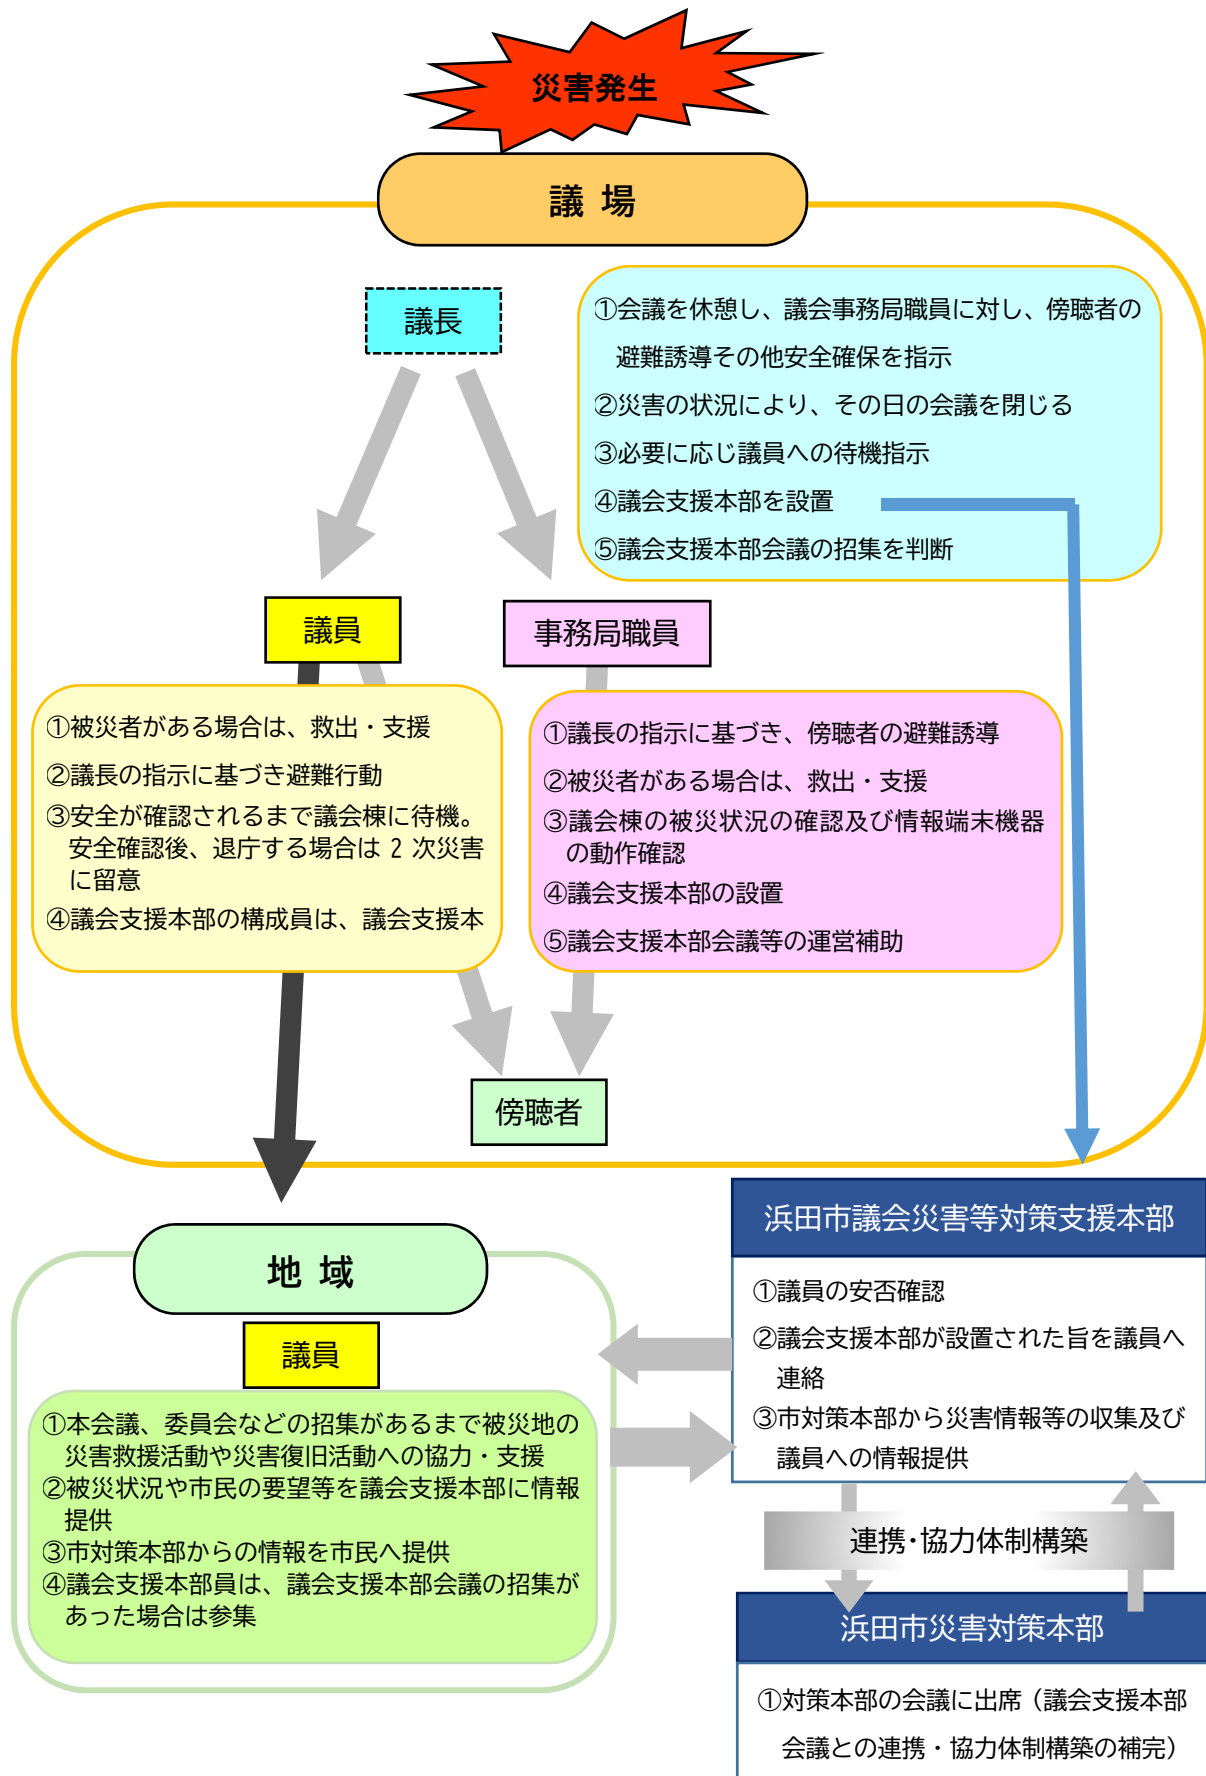 災害発生
議 場
議長
①会議を休憩し、議会事務局職員に対し、傍聴者の
避難誘導その他安全確保を指示
②災害の状況により、その日の会議を閉じる
③必要に応じ議員への待機指示
④議会支援本部を設置
⑤議会支援本部会議の招集を判断
議員
事務局職員
①被災者がある場合は、救出・支援
②議長の指示に基づき避難行動
③安全が確認されるまで議会棟に待機。
安全確認後、退庁する場合は 2 次災害
に留意
④議会支援本部の構成員は、議会支援本
①議長の指示に基づき、傍聴者の避難誘導
②被災者がある場合は、救出・支援
③議会棟の被災状況の確認及び情報端末機器
の動作確認
④議会支援本部の設置
⑤議会支援本部会議等の運営補助
傍聴者
地 域
議員
①本会議、委員会などの招集があるまで被災地の
災害救援活動や災害復旧活動への協力・支援
②被災状況や市民の要望等を議会支援本部に情報
提供
③市対策本部からの情報を市民へ提供
④議会支援本部員は、議会支援本部会議の招集が
あった場合は参集
浜田市議会災害等対策支援本部
①議員の安否確認
②議会支援本部が設置された旨を議員へ
連絡
③市対策本部から災害情報等の収集及び
議員への情報提供
連携・協力体制構築
浜田市災害対策本部
①対策本部の会議に出席（議会支援本部
会議との連携・協力体制構築の補完）